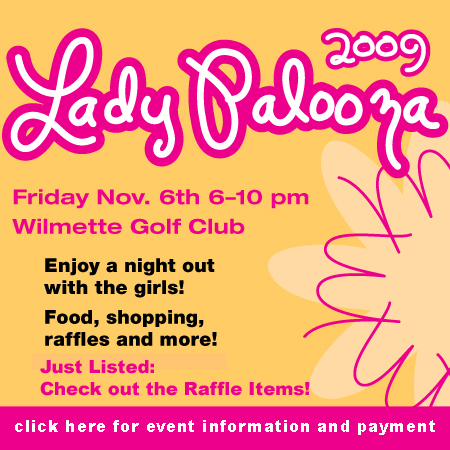 2009
Lady Palooza
Friday Nov. 6th 6–10 pm
Wilmette Golf Club
Enjoy a night out
with the girls!
Food, shopping,
raffles and more!
Just Listed:
Check out the Raffle Items!
click here for event information and payment